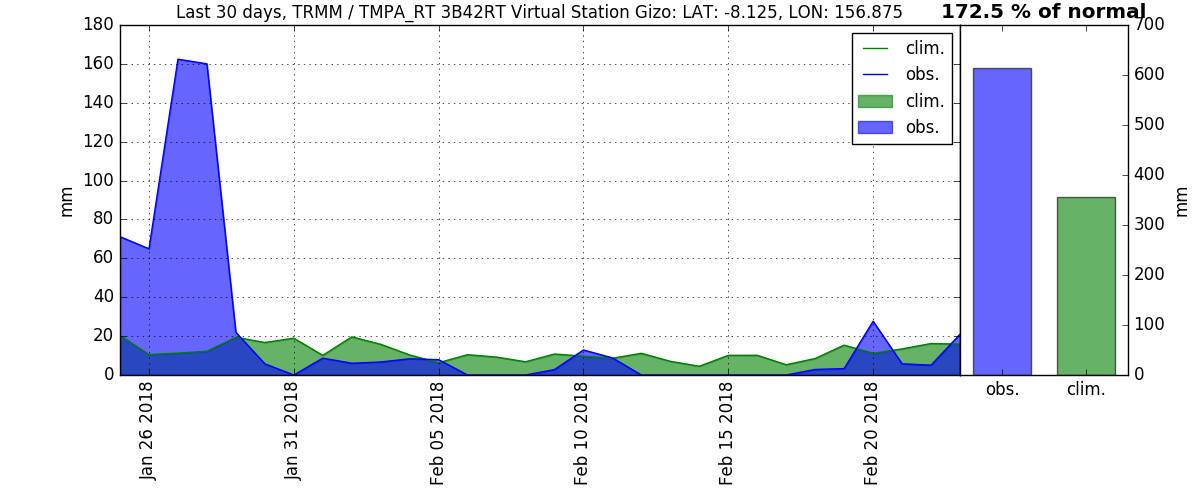 Last 30 days, TRMM / TMPA_RT 3B42RT Virtual Station Gizo: LAT: -8.125, LON: 156.875
172.5 % of normal
180
160
140
120
100
80
60
40
20
0
mm
clim.
obs.
clim.
obs.
Jan 26 2018
Jan 31 2018
Feb 05 2018
Feb 10 2018
Feb 15 2018
Feb 20 2018
700
600
500
400
300
200
100
0
mm
obs.
clim.